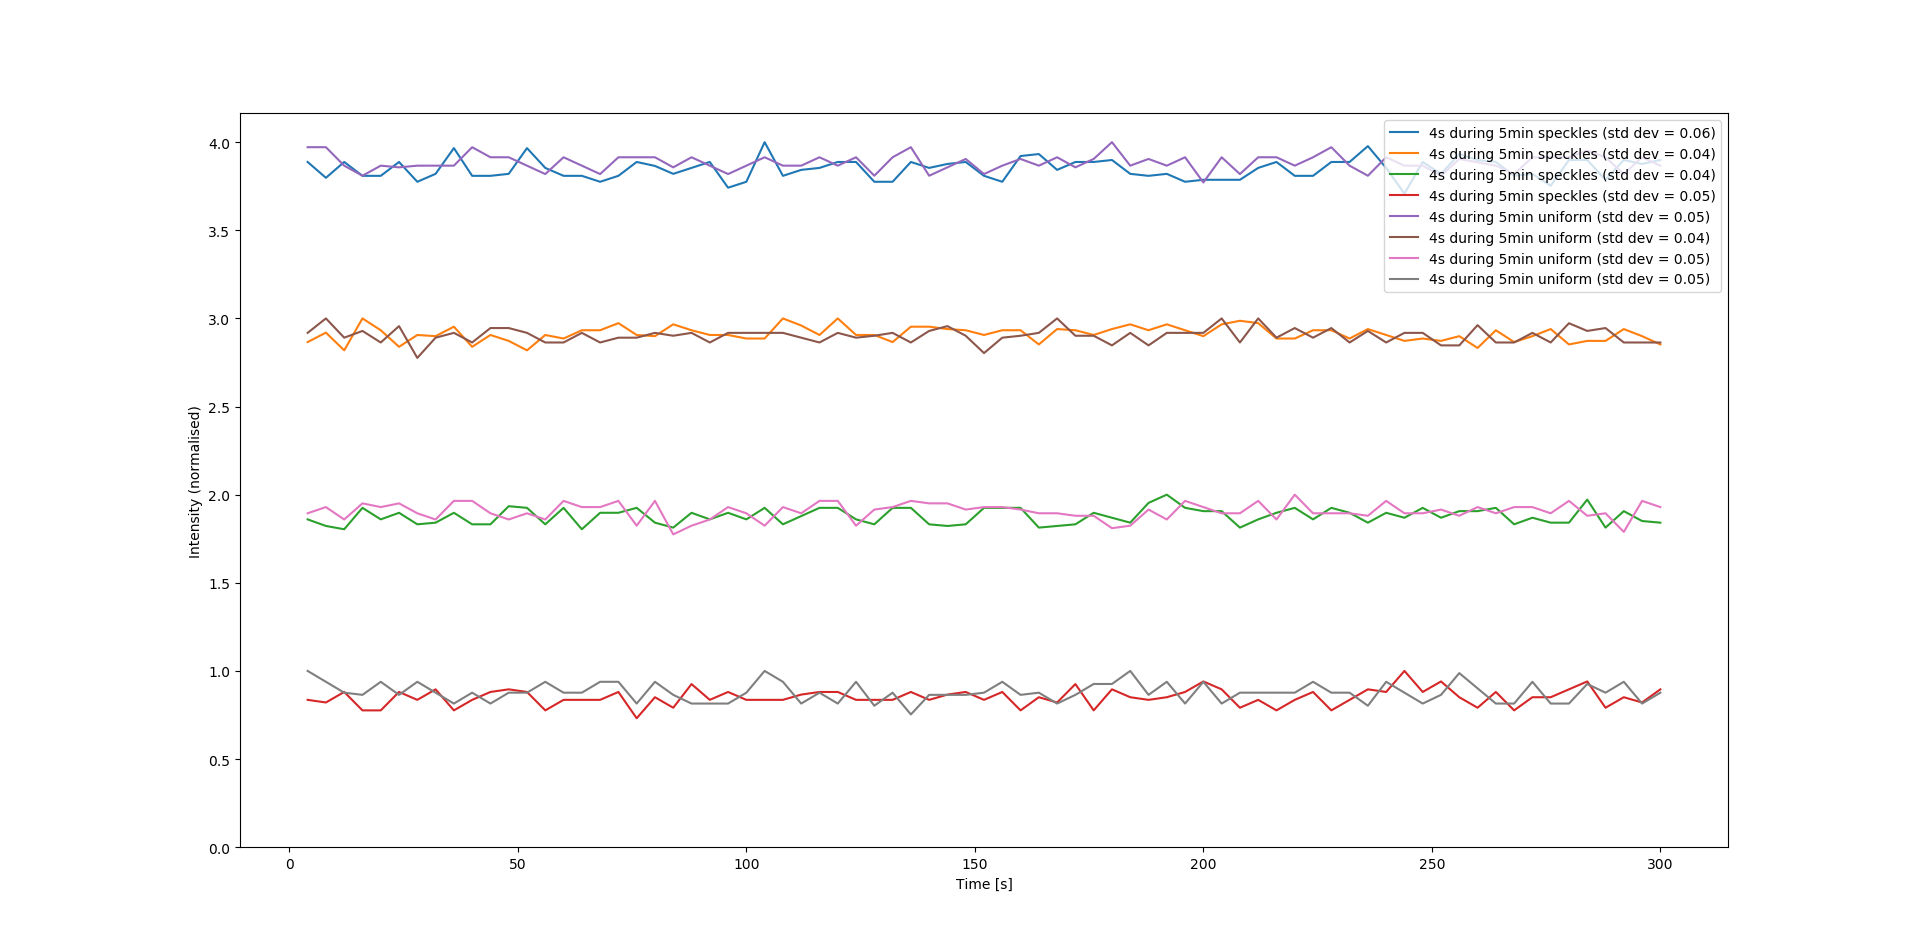 4s during 5min speckles (std dev = 0.06)
4s during 5min speckles (std dev = 0.04)
4s during 5min speckles (std dev = 0.04)
4s during 5min speckles (std dev = 0.05)
4s during 5min uniform (std dev = 0.05)
4s during 5min uniform (std dev = 0.04)
4s during 5min uniform (std dev = 0.05)
4s during 5min uniform (std dev = 0.05)
4.0
3.5
3.0
2.5
2.0
1.5
1.0
0.5
0.0
Intensity (normalised)
0 50 100 150 200 250 300
Time [s]